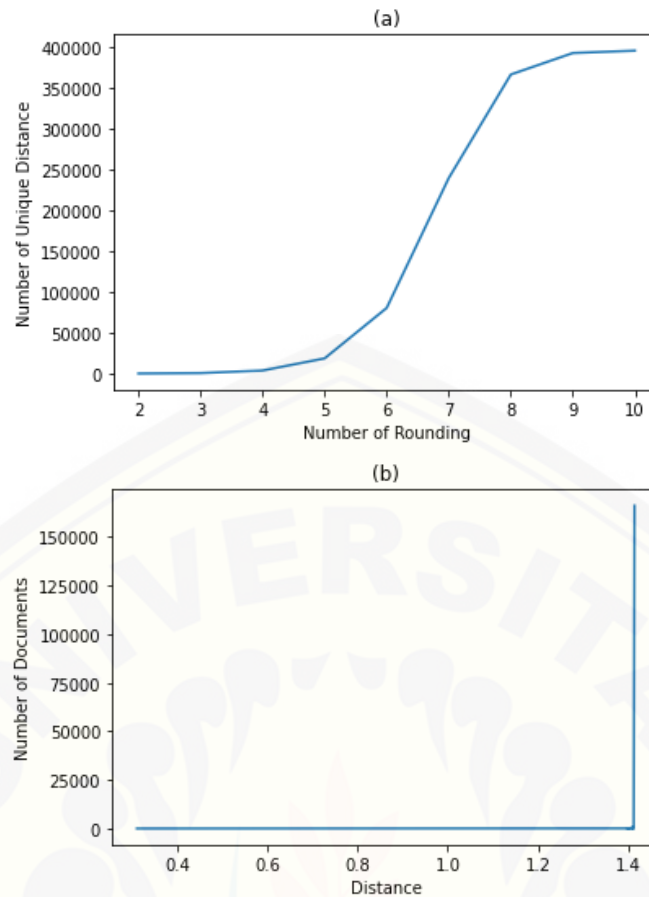 (a)
Number of Unique Distance
400000
350000
300000
250000
200000
150000
100000
50000
0
2 3 4 5 6 7 8 9 10
Number of Rounding
(b)
Number of Documents
150000
125000
100000
75000
50000
25000
0
0.4 0.6 0.8 1.0 1.2 1.4
Distance
UNIVERSITA